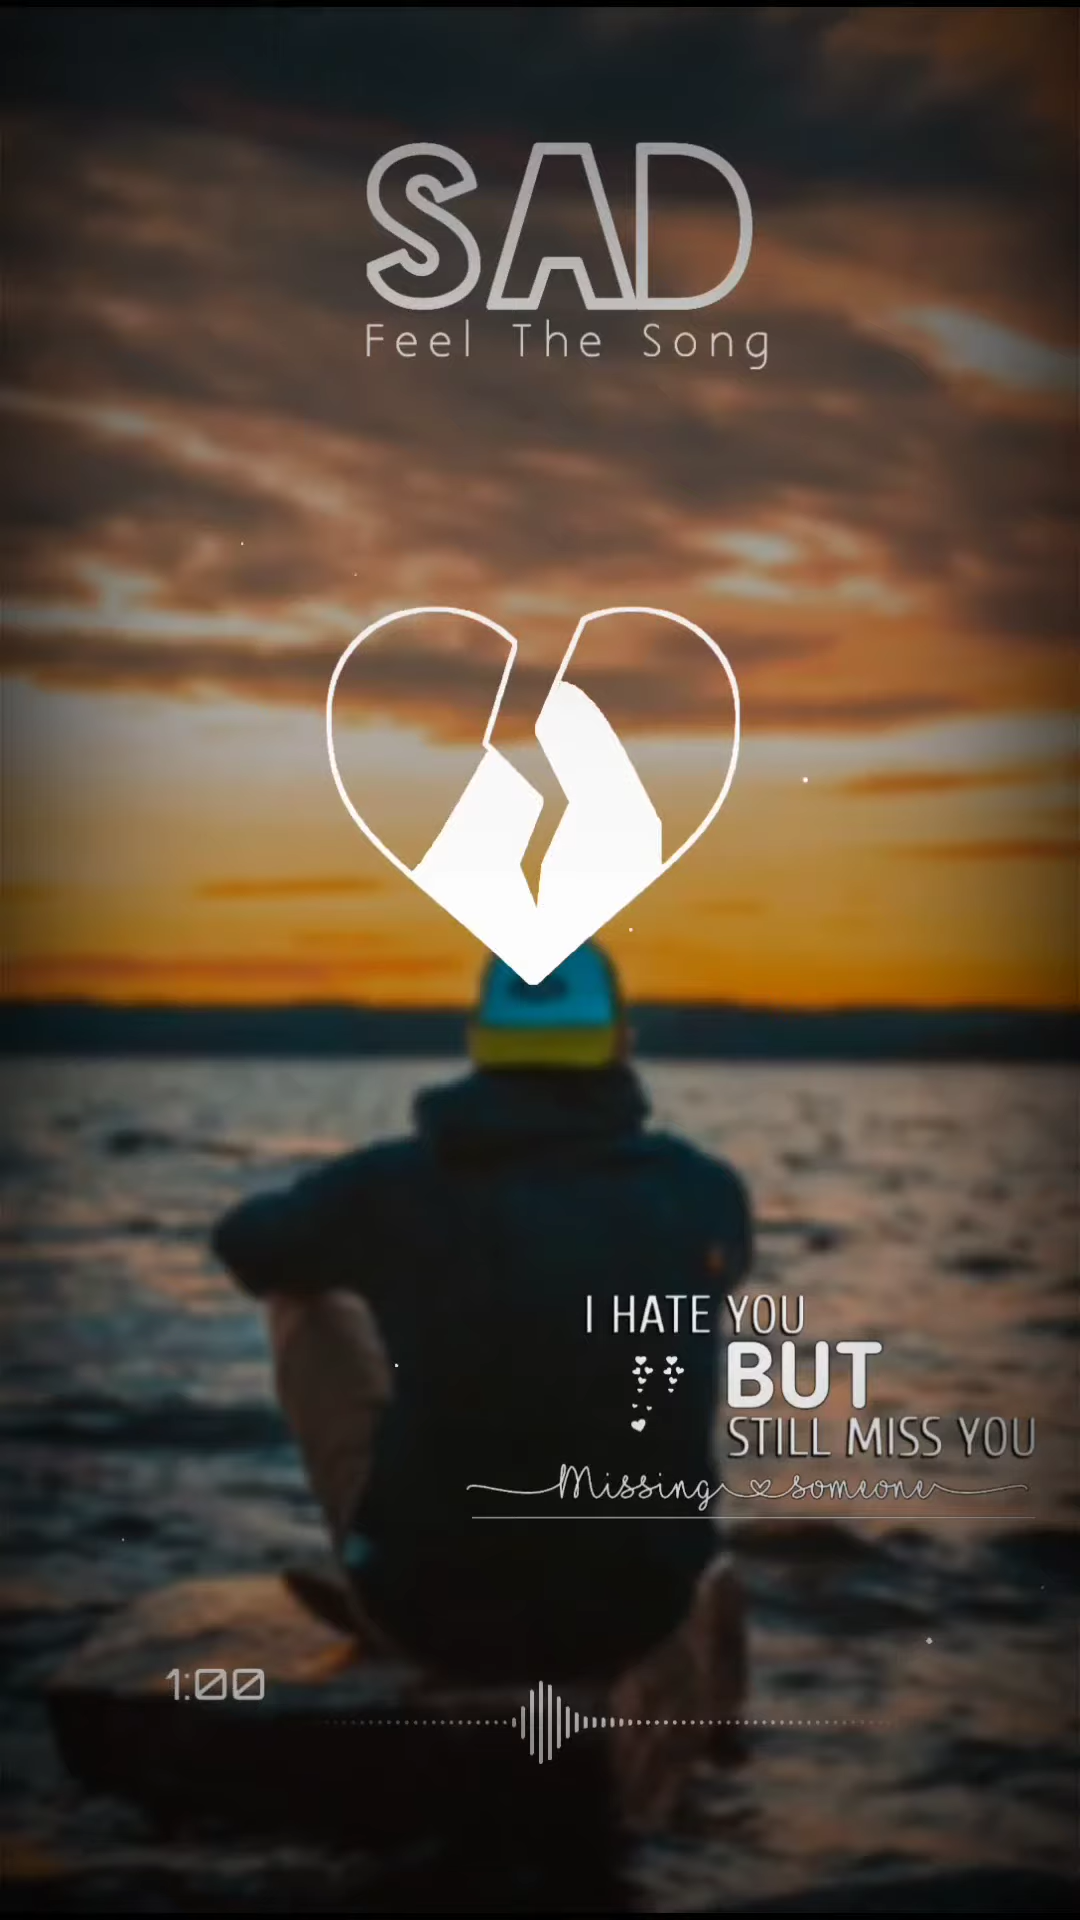 SAD
Feel The Song
I HATE YOU
BUT
STILL MISS YOU
Missing someone
1:00